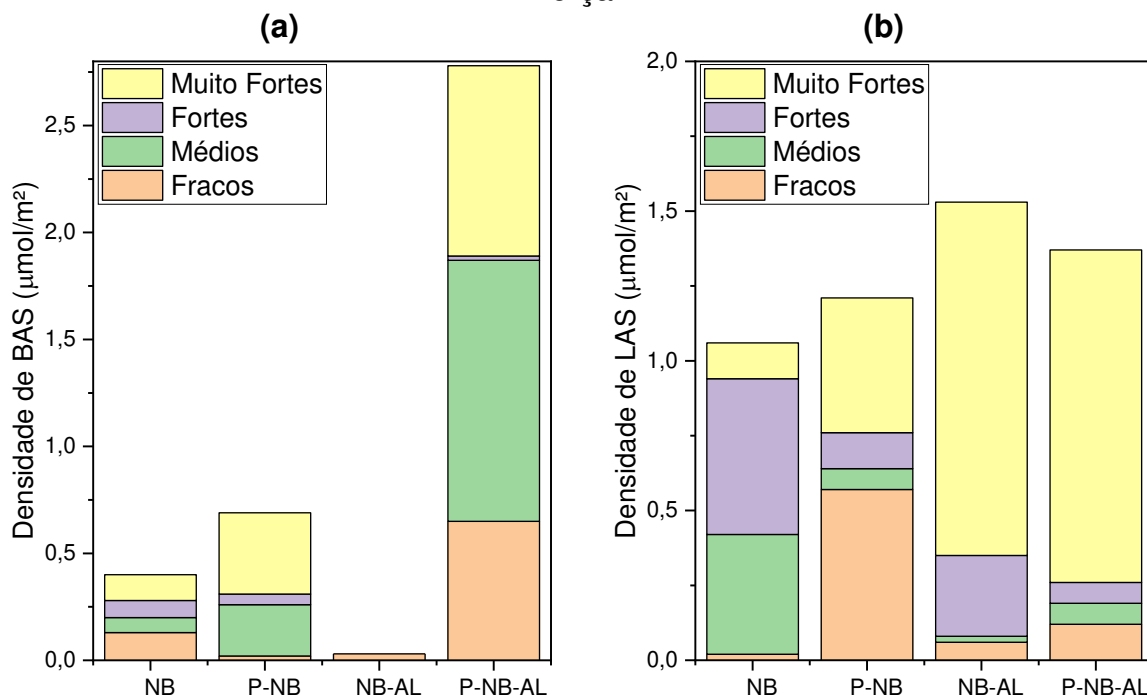 (a)
Muito Fortes
Fortes
Médios
Fracos
Densidade de BAS (μmol/m²)
2,5
2,0
1,5
1,0
0,5
0,0
NB P-NB NB-AL P-NB-AL
(b)
Muito Fortes
Fortes
Médios
Fracos
Densidade de LAS (μmol/m²)
2,0
1,5
1,0
0,5
0,0
NB P-NB NB-AL P-NB-AL